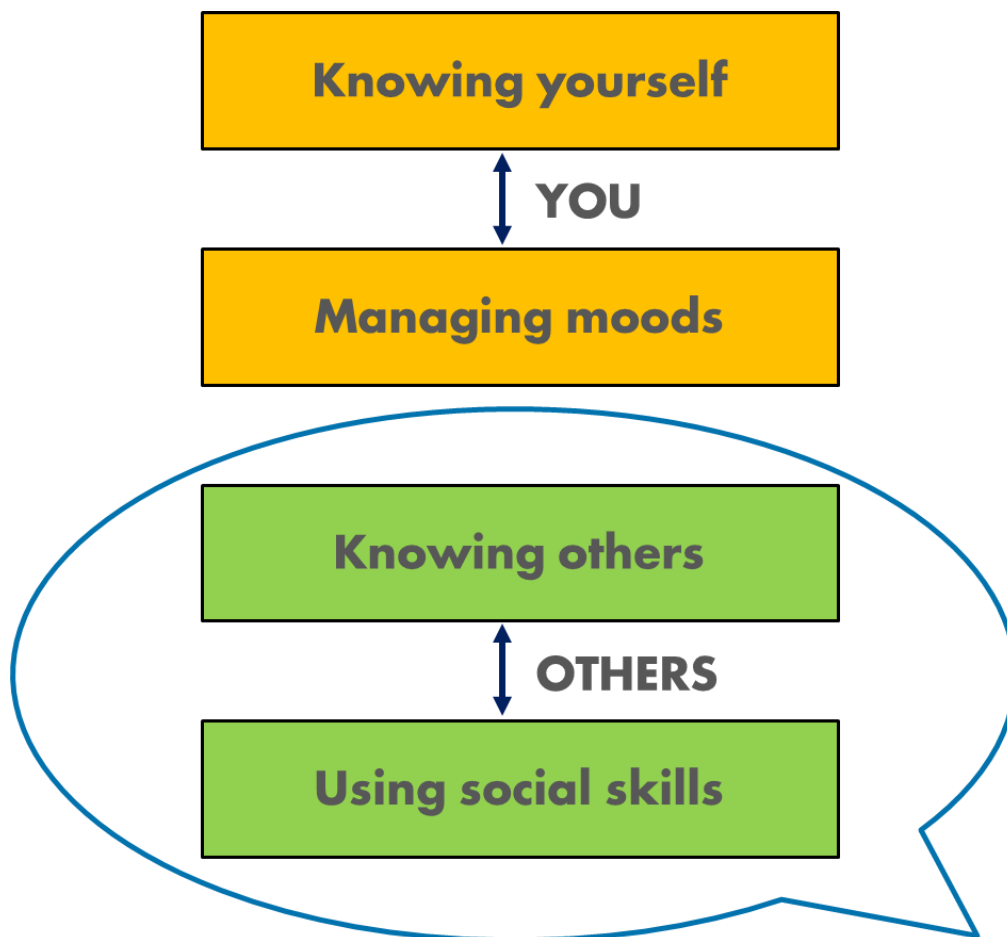 Knowing yourself
YOU
Managing moods
Knowing others
OTHERS
Using social skills